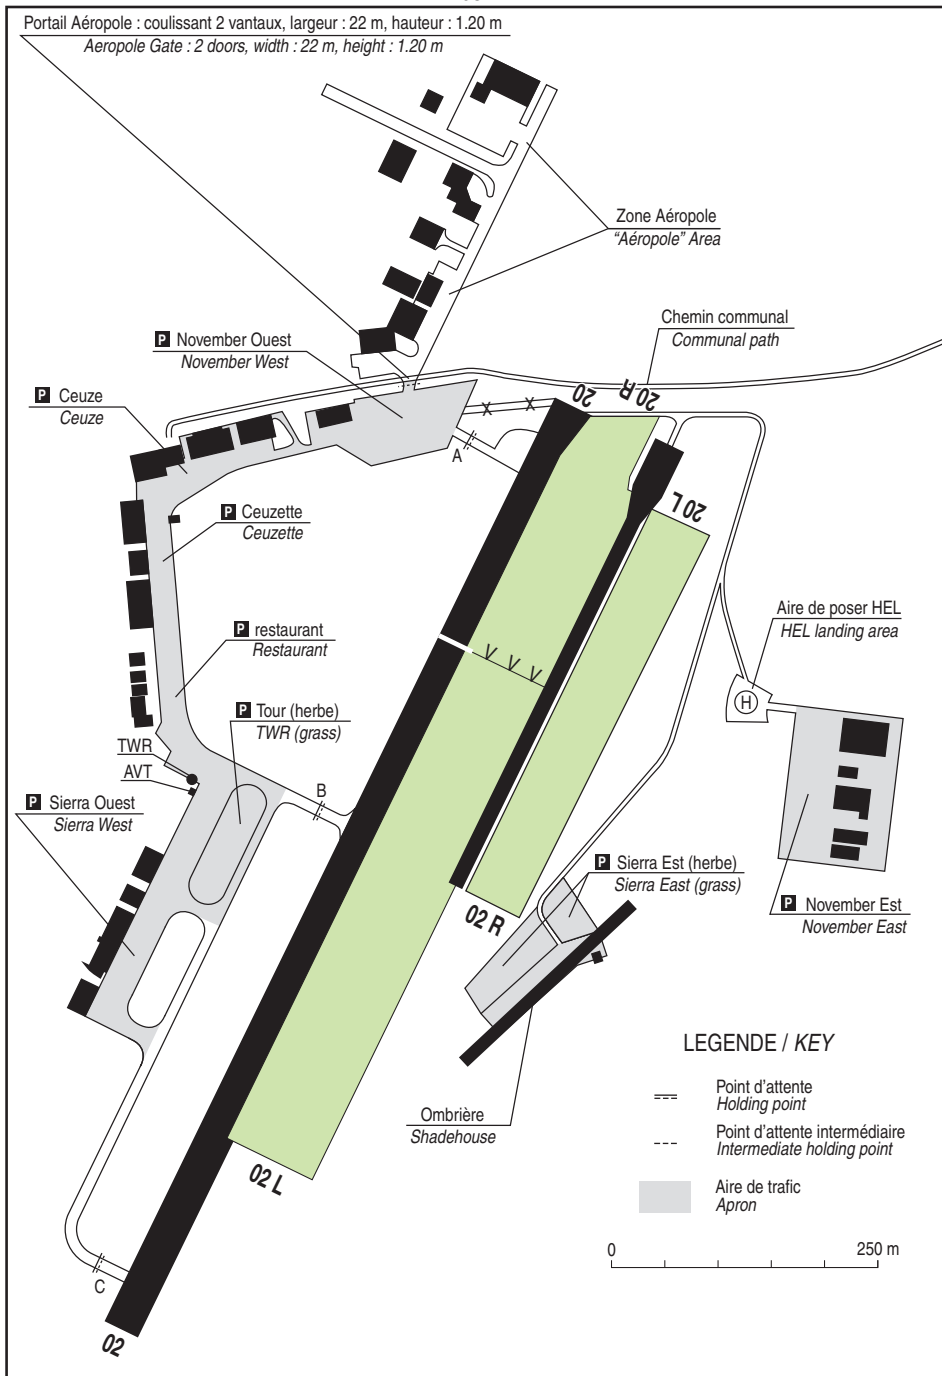 Portail Aéropole : coulissant 2 vantaux, largeur : 22 m, hauteur : 1.20 m
Aeropole Gate : 2 doors, width : 22 m, height : 1.20 m
Zone Aéropole
"Aéropole" Area
Chemin communal
Communal path
P November Ouest
November West
P Ceuze
Ceuze
20
20 R
X X
A
P Ceuzette
Ceuzette
20 L
Aire de poser HEL
HEL landing area
P restaurant
Restaurant
V V V
H
P Tour (herbe)
TWR (grass)
TWR
AVT
B
P Sierra Ouest
Sierra West
P Sierra Est (herbe)
Sierra East (grass)
P November Est
November East
02 R
LEGENDE / KEY
Point d'attente
Holding point
Point d'attente intermédiaire
Intermediate holding point
Aire de trafic
Apron
Ombrière
Shadehouse
02 L
0 250 m
C
02